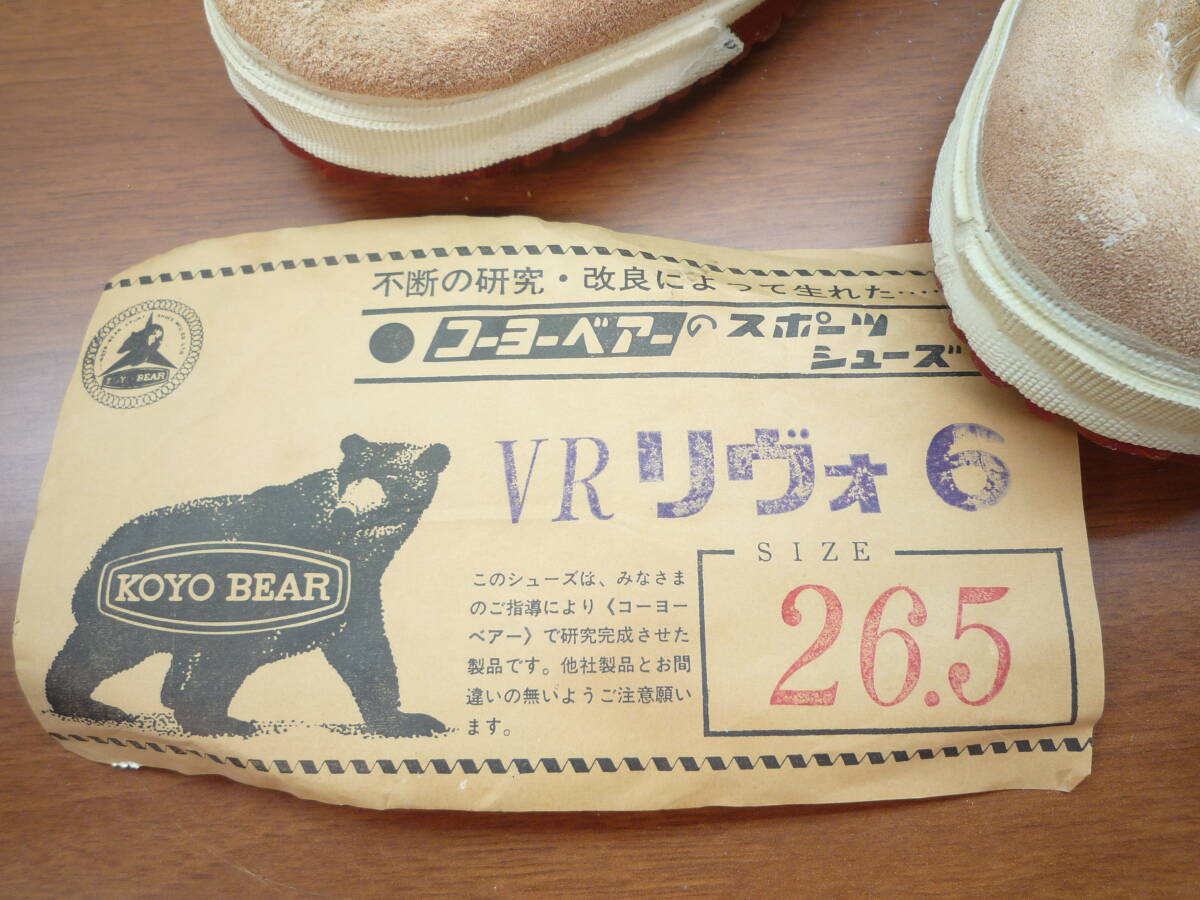 不断の研究・改良によって生れた‥‥
コーヨーベアーのスポーツ
シューズ
KOYO BEAR
VR リヴォ 6
KOYO BEAR
SIZE
26.5
このシューズは、みなさま
のご指導により〈コーヨー
ベアー〉で研究完成させた
製品です。他社製品とお間
違いの無いようご注意願い
ます。